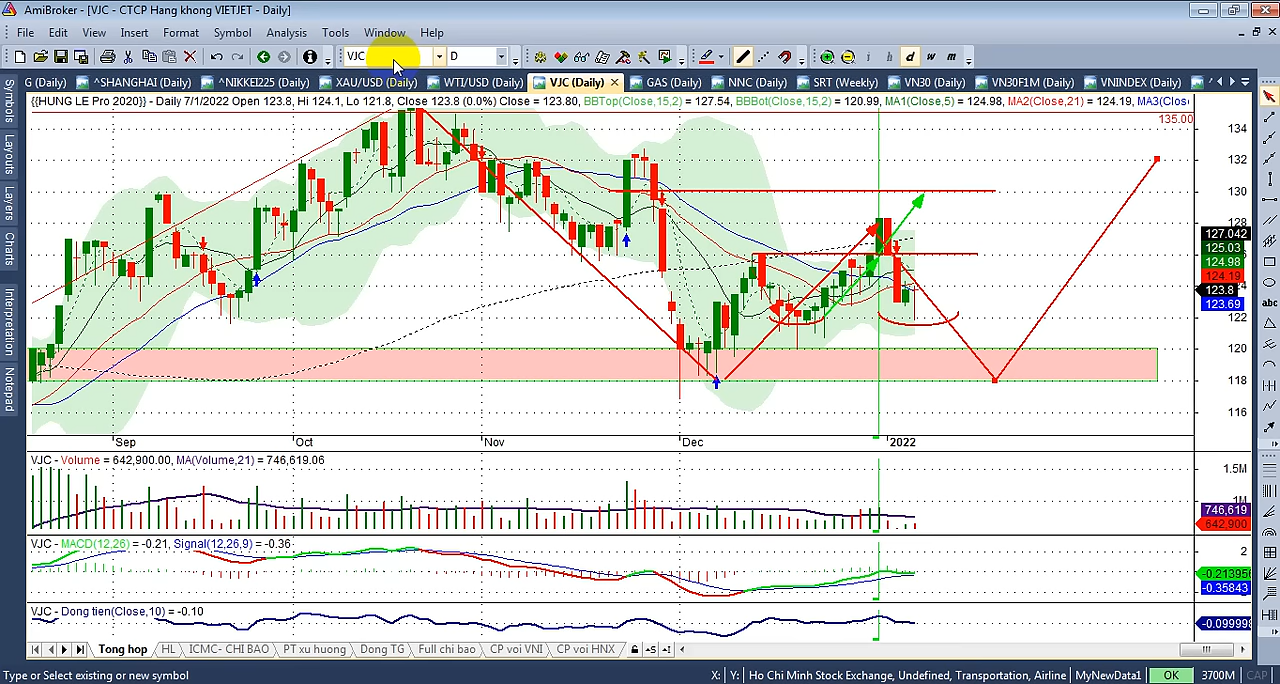 AmiBroker - [VJC - CTCP Hang khong VIETJET - Daily]
File Edit View Insert Format Symbol Analysis Tools Window Help
VJC D i h d w m
G (Daily) ^SHANGHAI (Daily) ^NIKKEI225 (Daily) XAU/USD (Daily) WTI/USD (Daily) VJC (Daily) GAS (Daily) NNC (Daily) SRT (Weekly) VN30 (Daily) VN30F1M (Daily) VNINDEX (Daily)
{{HUNG LE Pro 2020}} - Daily 7/1/2022 Open 123.8, Hi 124.1, Lo 121.8, Close 123.8 (0.0%) Close = 123.80, BBTop(Close,15,2) = 127.54, BBBot(Close,15,2) = 120.99, MA1(Close,5) = 124.98, MA2(Close,21) = 124.19, MA3(Close
Symbols
Layouts
Layers
Charts
Interpretation
Notepad
abc
135.00
134
132
130
128
127.042
125.03
124.98
124.19
123.8
123.69
122
120
118
116
Sep Oct Nov Dec 2022
VJC - Volume = 642,900.00, MA(Volume,21) = 746,619.06
1.5M
1M
746,619
642,900
VJC - MACD(12,26) = -0.21, Signal(12,26,9) = -0.36
2
-0.213956
-0.35843
VJC - Dong tien(Close,10) = -0.10
-0.099998
Tong hop HL ICMC- CHI BAO PT xu huong Dong TG Full chi bao CP voi VNI CP voi HNX
Type or Select existing or new symbol X: Y: Ho Chi Minh Stock Exchange, Undefined, Transportation, Airline MyNewData1 OK 3700M CAP